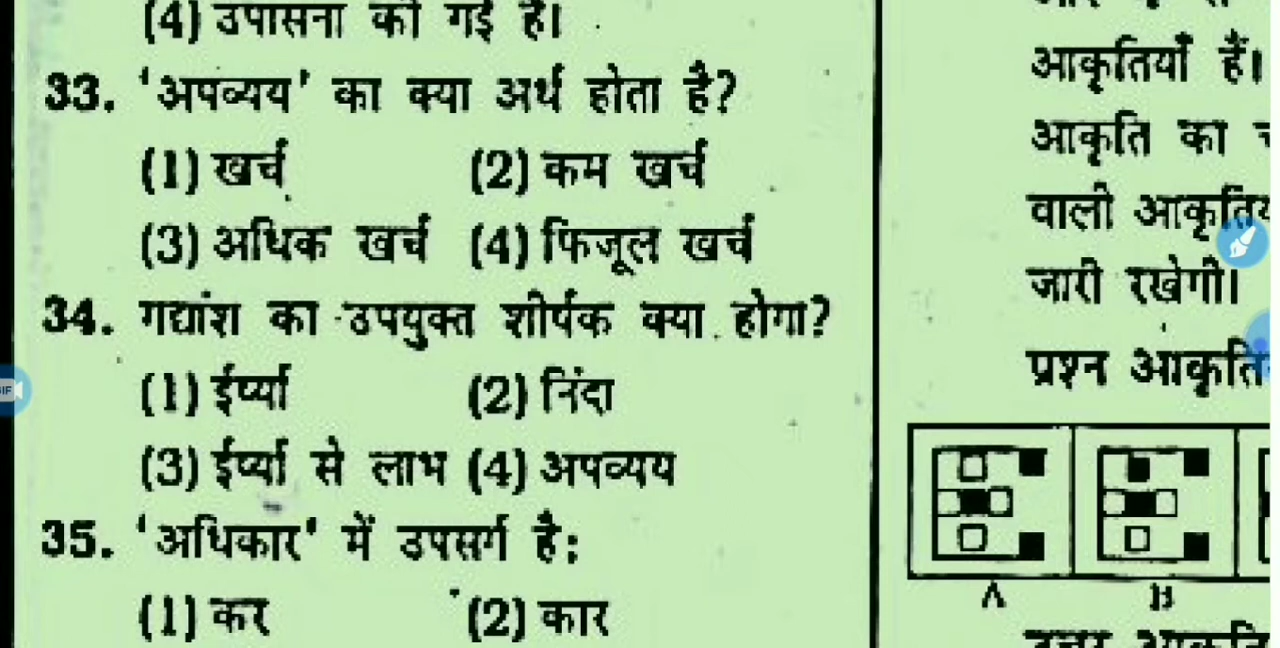 (4) उपासना की गई है।
33. 'अपव्यय' का क्या अर्थ होता है?
(1) खर्च (2) कम खर्च
(3) अधिक खर्च (4) फिजूल खर्च
34. गद्यांश का उपयुक्त शीर्षक क्या होगा?
(1) ईर्ष्या (2) निंदा
(3) ईर्ष्या से लाभ (4) अपव्यय
35. 'अधिकार' में उपसर्ग है:
(1) कर (2) कार
आकृतियाँ हैं।
आकृति का
वाली
जारी रखेगी।
प्रश्न आकृति
A B
GIF